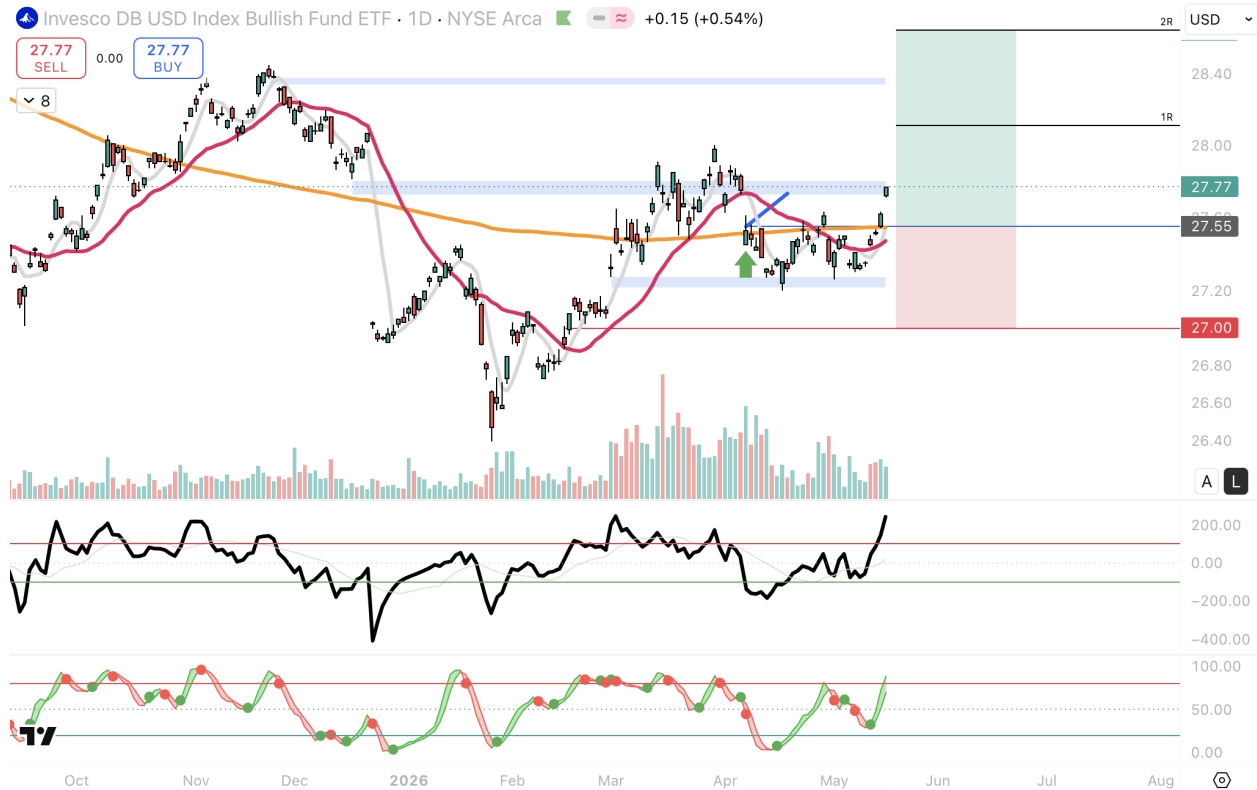 Invesco DB USD Index Bullish Fund ETF · 1D · NYSE Arca +0.15 (+0.54%)
USD
27.77
SELL
0.00
27.77
BUY
8
2R
1R
28.40
28.00
27.77
27.55
27.20
27.00
26.80
26.60
26.40
A
L
200.00
0.00
−200.00
−400.00
100.00
50.00
0.00
Oct
Nov
Dec
2026
Feb
Mar
Apr
May
Jun
Jul
Aug